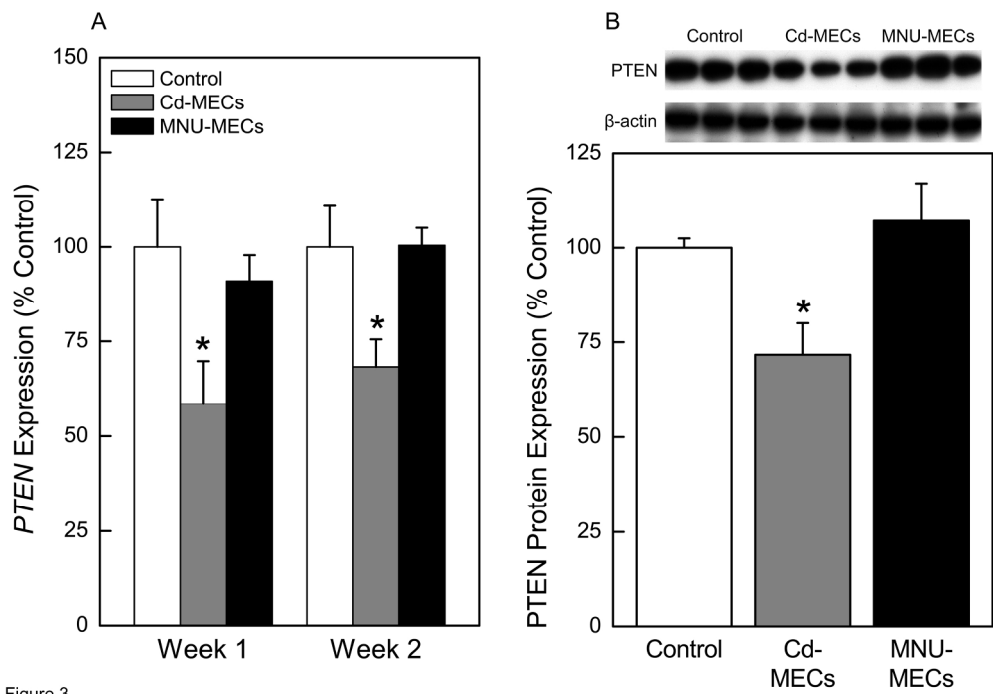 A
150
125
100
75
50
25
0
PTEN Expression (% Control)
Control
Cd-MECs
MNU-MECs
*
*
Week 1
Week 2
B
Control Cd-MECs MNU-MECs
PTEN
β-actin
125
100
75
50
25
0
PTEN Protein Expression (% Control)
*
Control
Cd-
MECs
MNU-
MECs
Figure 3